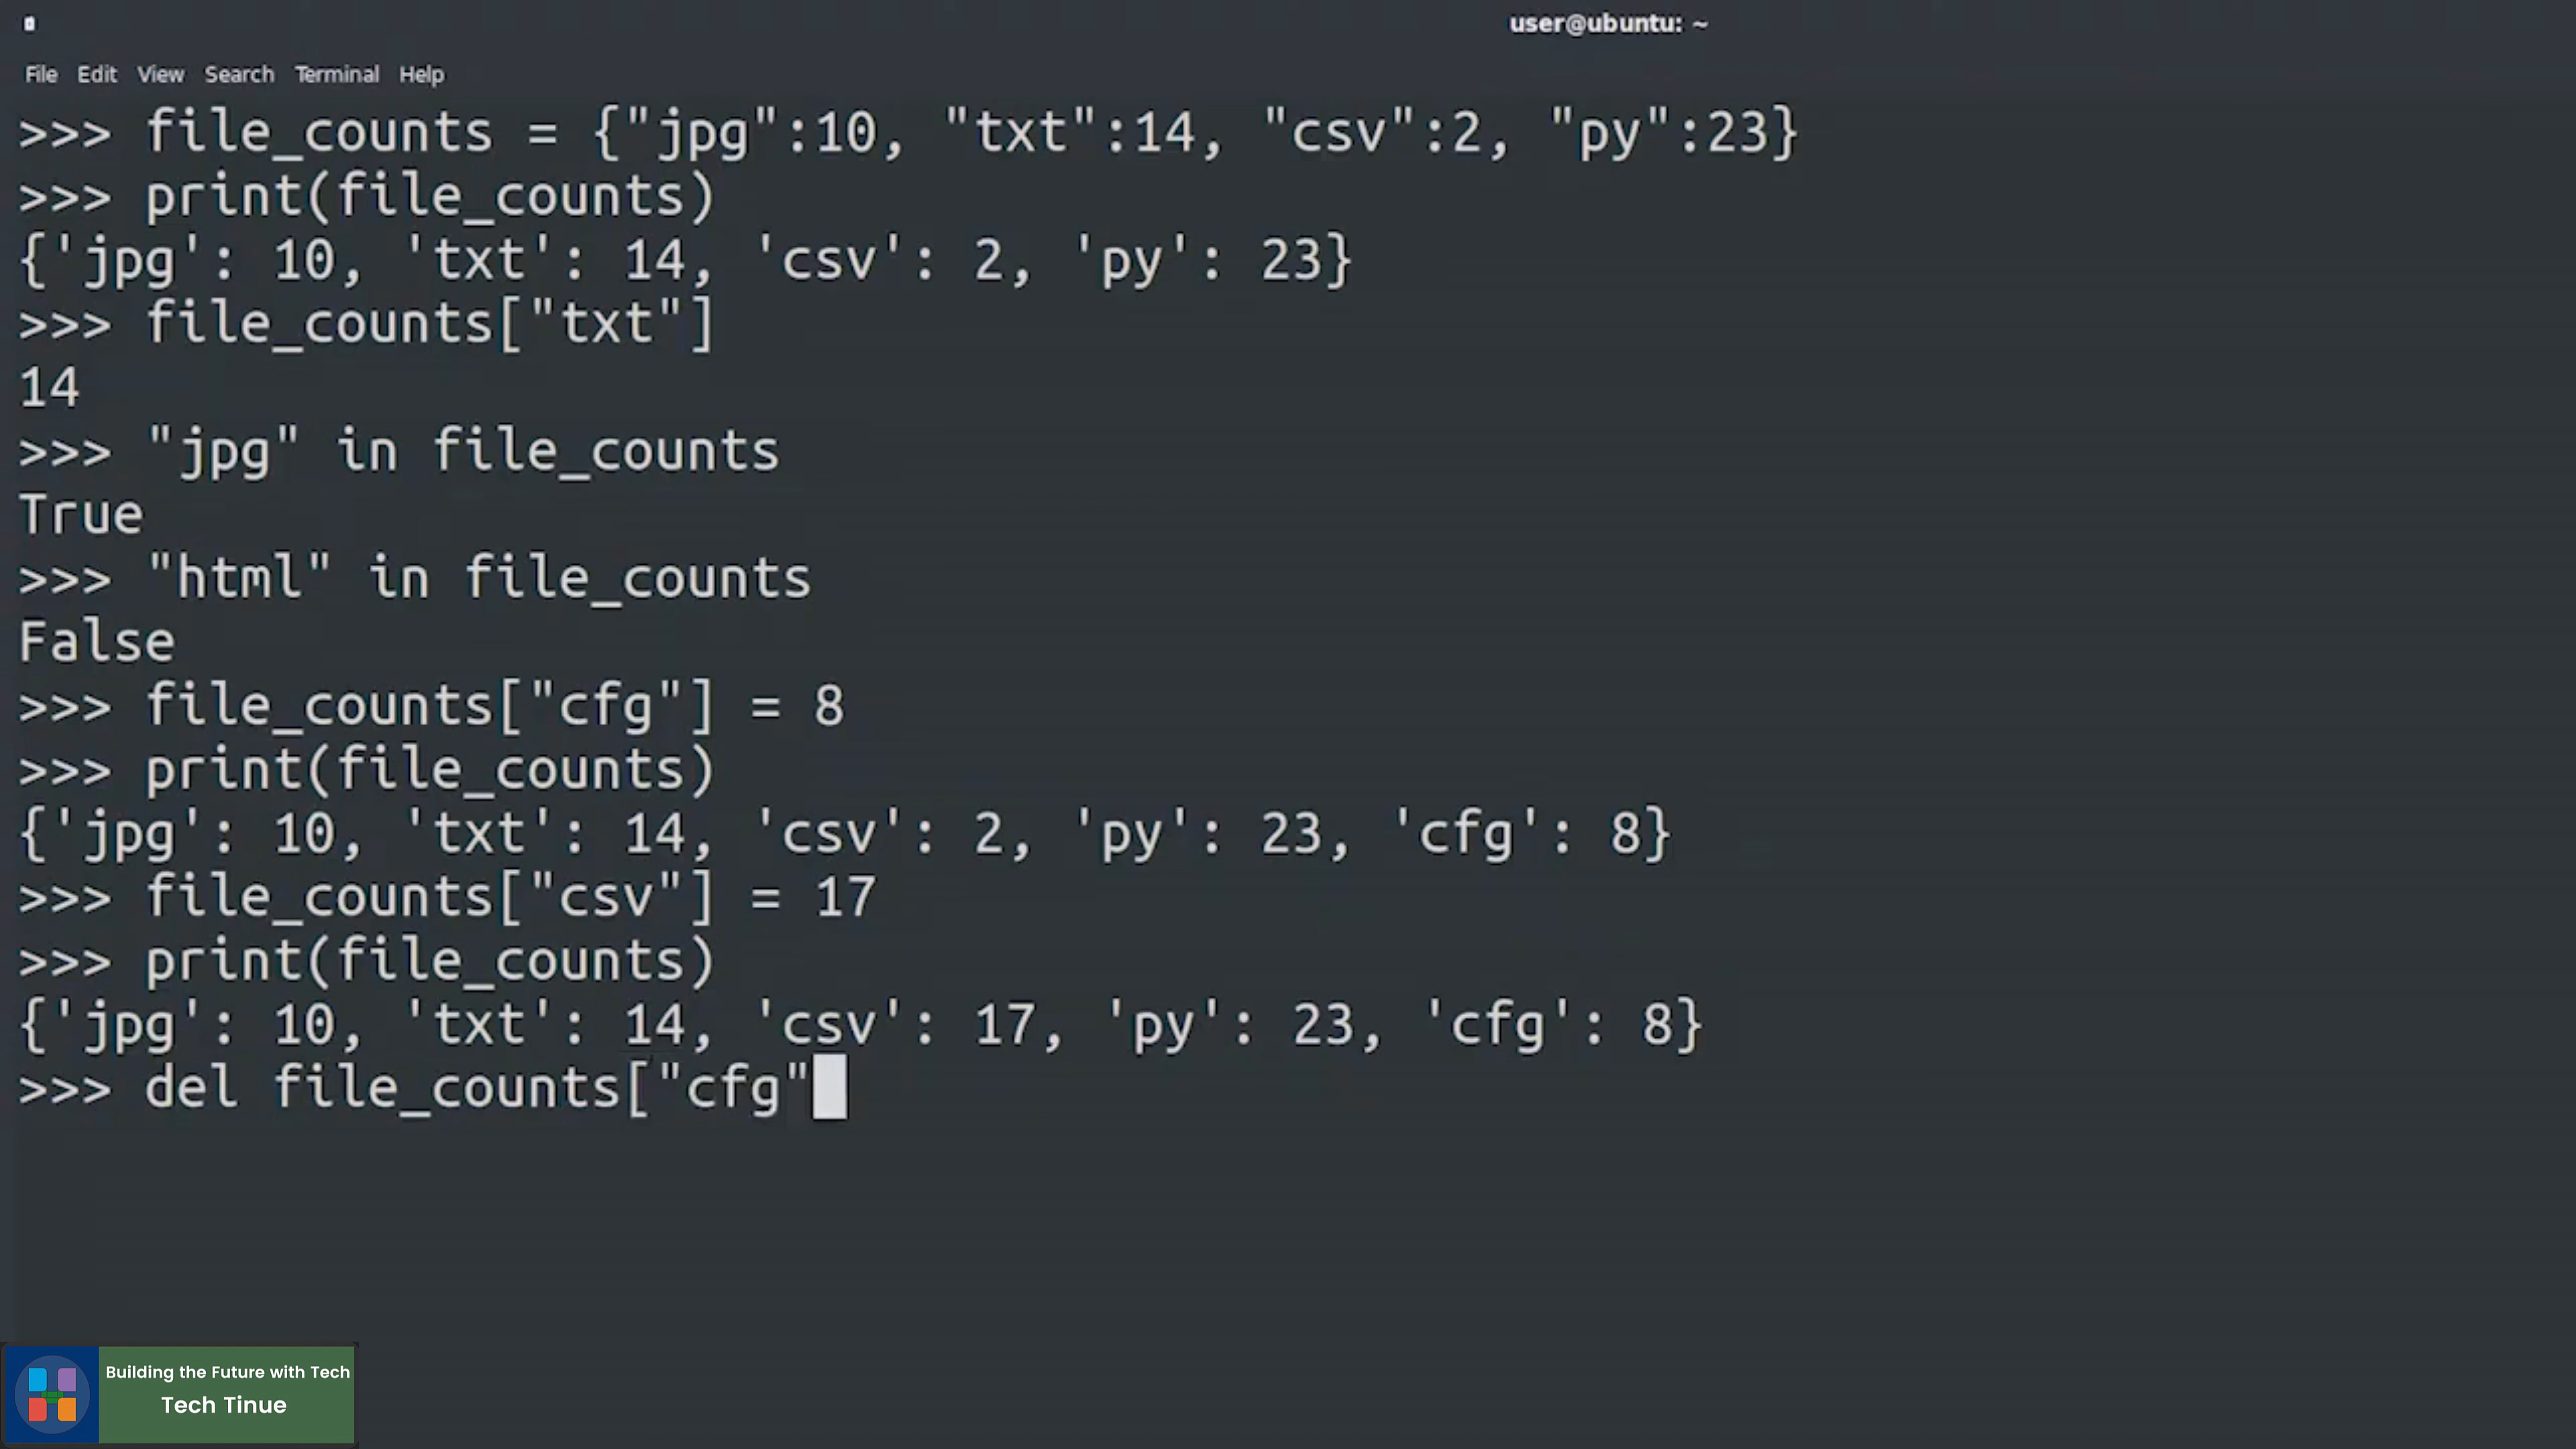 user@ubuntu: ~
File Edit View Search Terminal Help
>>> file_counts = {"jpg":10, "txt":14, "csv":2, "py":23}
>>> print(file_counts)
{'jpg': 10, 'txt': 14, 'csv': 2, 'py': 23}
>>> file_counts["txt"]
14
>>> "jpg" in file_counts
True
>>> "html" in file_counts
False
>>> file_counts["cfg"] = 8
>>> print(file_counts)
{'jpg': 10, 'txt': 14, 'csv': 2, 'py': 23, 'cfg': 8}
>>> file_counts["csv"] = 17
>>> print(file_counts)
{'jpg': 10, 'txt': 14, 'csv': 17, 'py': 23, 'cfg': 8}
>>> del file_counts["cfg"
Building the Future with Tech
Tech Tinue